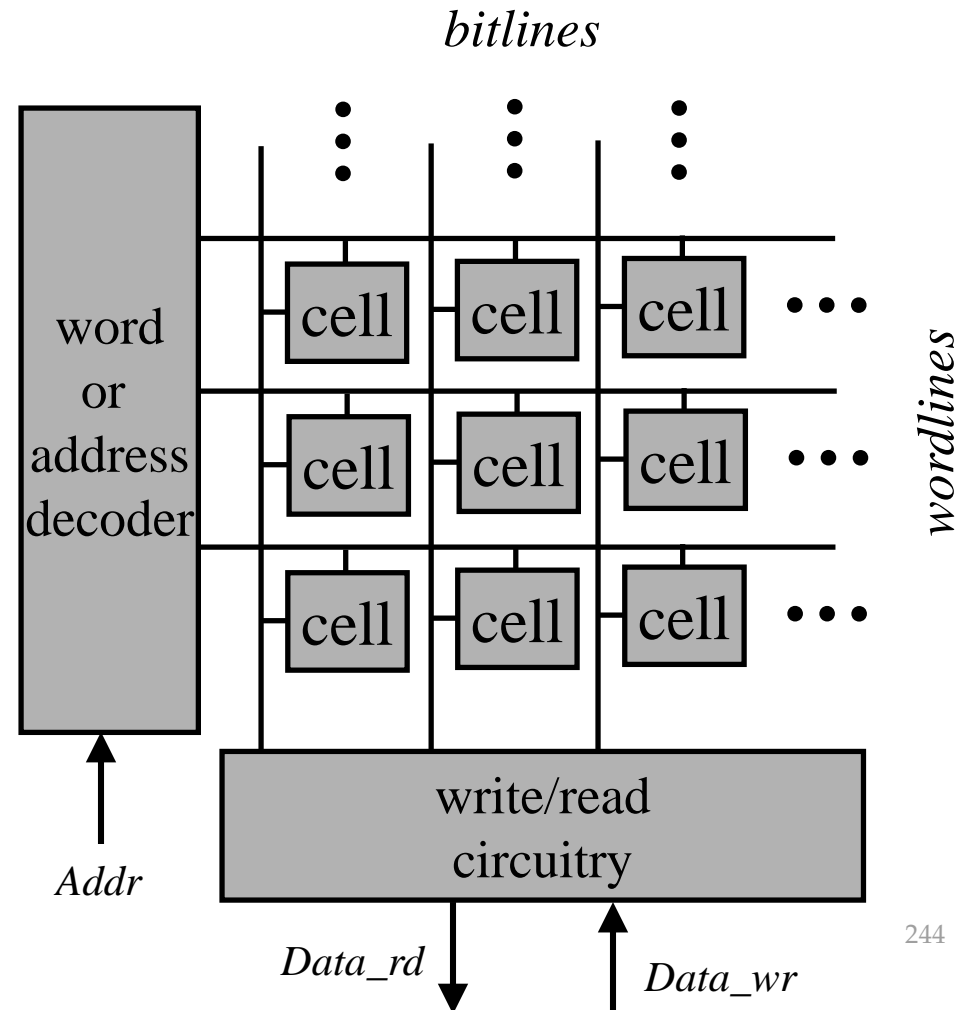 bitlines
word
or
address
decoder
cell
cell
cell
cell
cell
cell
cell
cell
cell
wordlines
write/read
circuitry
Addr
Data_rd
Data_wr
244